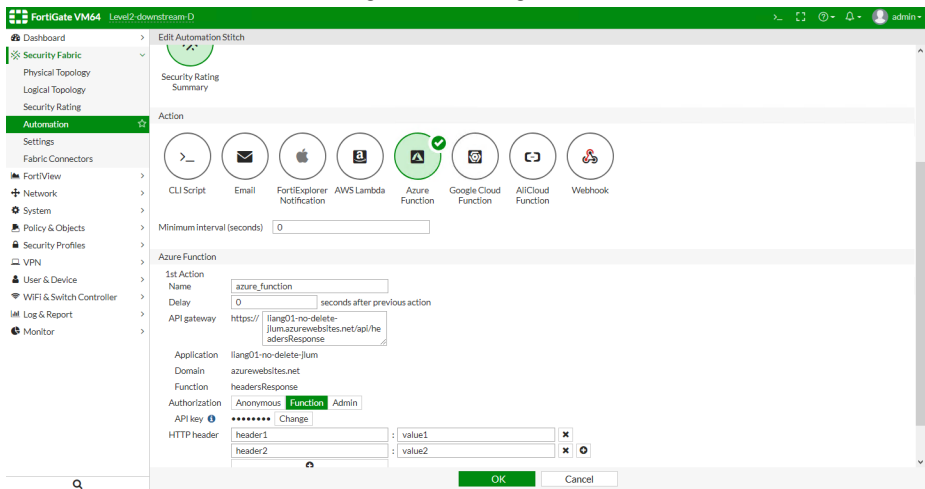 FortiGate VM64 Level2-downstream-D
>_ admin
Dashboard
Security Fabric
Physical Topology
Logical Topology
Security Rating
Automation
Settings
Fabric Connectors
FortiView
Network
System
Policy & Objects
Security Profiles
VPN
User & Device
WiFi & Switch Controller
Log & Report
Monitor
Edit Automation Stitch
Security Rating
Summary
Action
>_
CLI Script
Email
FortiExplorer
Notification
AWS Lambda
Azure
Function
Google Cloud
Function
AliCloud
Function
Webhook
Minimum interval (seconds) 0
Azure Function
1st Action
Name azure_function
Delay 0 seconds after previous action
API gateway https:// liang01-no-delete-
jlum.azurewebsites.net/api/he
adersResponse
Application liang01-no-delete-jlum
Domain azurewebsites.net
Function headersResponse
Authorization Anonymous Function Admin
API key •••••••• Change
HTTP header header1 : value1
header2 : value2
OK Cancel